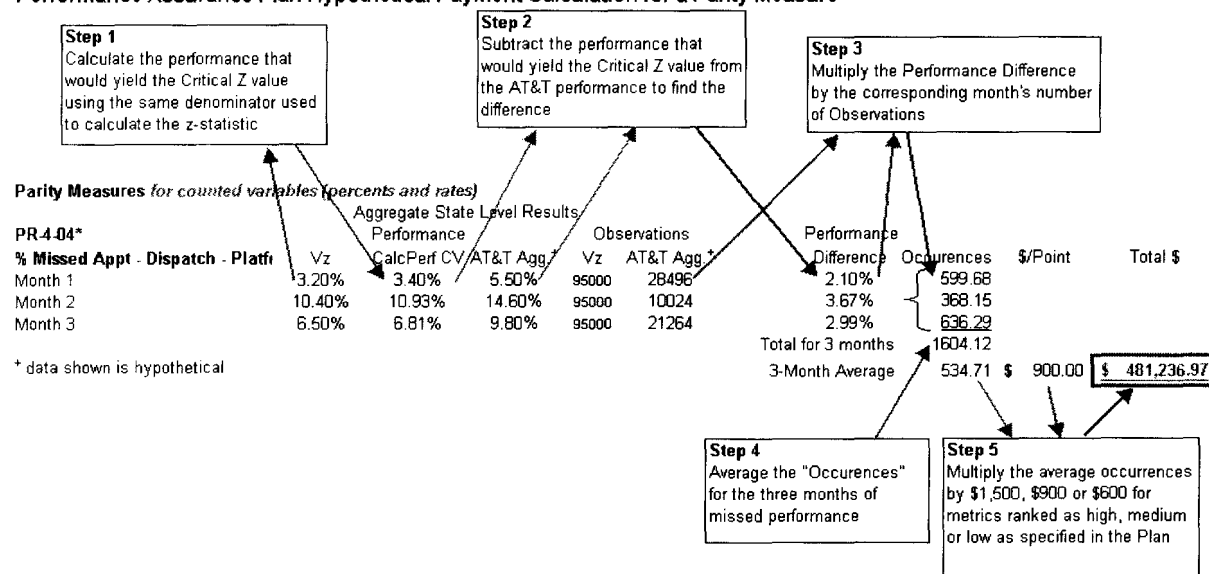 Performance Assurance Plan Hypothetical Payment Calculation for a Parity Measure
Step 1
Calculate the performance that
would yield the Critical Z value
using the same denominator used
to calculate the z-statistic
Step 2
Subtract the performance that
would yield the Critical Z value from
the AT&T performance to find the
difference
Step 3
Multiply the Performance Difference
by the corresponding month's number
of Observations
Parity Measures for counted variables (percents and rates)
Aggregate State Level Results
PR-4-04* Performance Observations Performance
% Missed Appt - Dispatch - Platfr Vz CalcPerf CV AT&T Agg.+ Vz AT&T Agg.+ Difference Occurences $/Point Total $
Month 1 3.20% 3.40% 5.50% 95000 28496 2.10% 599.68
Month 2 10.40% 10.93% 14.60% 95000 10024 3.67% 368.15
Month 3 6.50% 6.81% 9.80% 95000 21264 2.99% 636.29
Total for 3 months 1604.12
+ data shown is hypothetical
3-Month Average 534.71 $ 900.00 $ 481,236.97
Step 4
Average the "Occurences"
for the three months of
missed performance
Step 5
Multiply the average occurrences
by $1,500, $900 or $600 for
metrics ranked as high, medium
or low as specified in the Plan